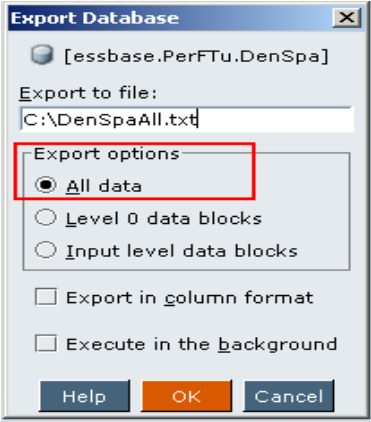 Export Database
[essbase.PerFTu.DenSpa]
Export to file:
C:\DenSpaAll.txt
Export options
All data
Level 0 data blocks
Input level data blocks
Export in column format
Execute in the background
Help OK Cancel